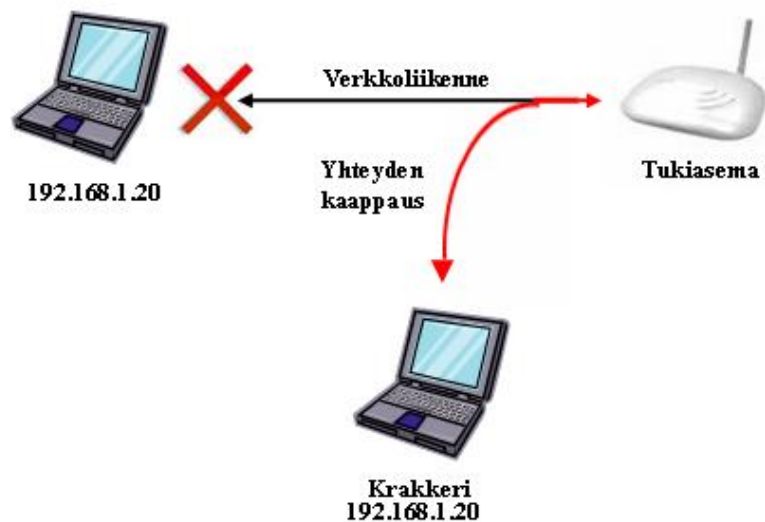 Verkkoliikenne
Yhteyden
kaappaus
Tukiasema
192.168.1.20
Krakkeri
192.168.1.20